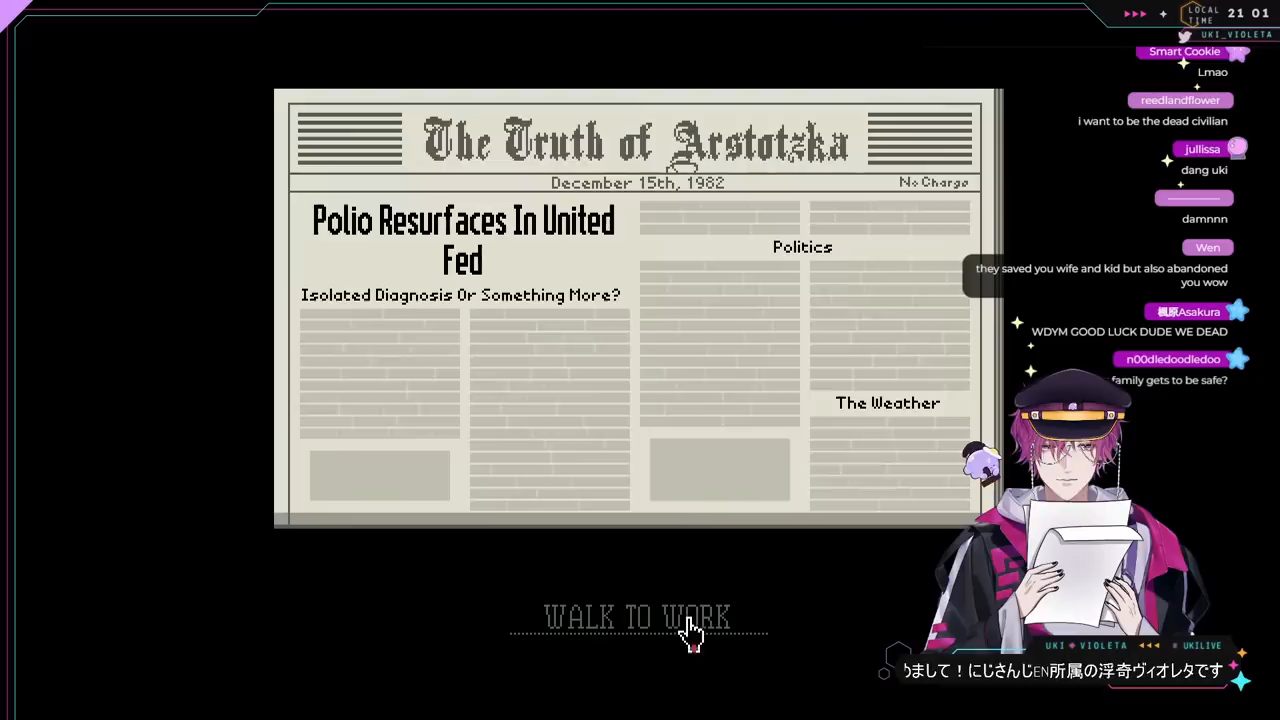 LOCAL TIME 21 01
UKI_VIOLETA
The Truth of Arstotzka
December 15th, 1982
No Charge
Polio Resurfaces In United
Fed
Isolated Diagnosis Or Something More?
Politics
The Weather
WALK TO WORK
Smart Cookie
Lmao
reedlandflower
i want to be the dead civilian
jullissa
dang uki
damnnn
Wen
they saved you wife and kid but also abandoned
you wow
楓原Asakura
WDYM GOOD LUCK DUDE WE DEAD
n00dledoodledoo
family gets to be safe?
UKI VIOLETA UKILIVE
めまして！にじさんじEN所属の浮奇ヴィオレタです